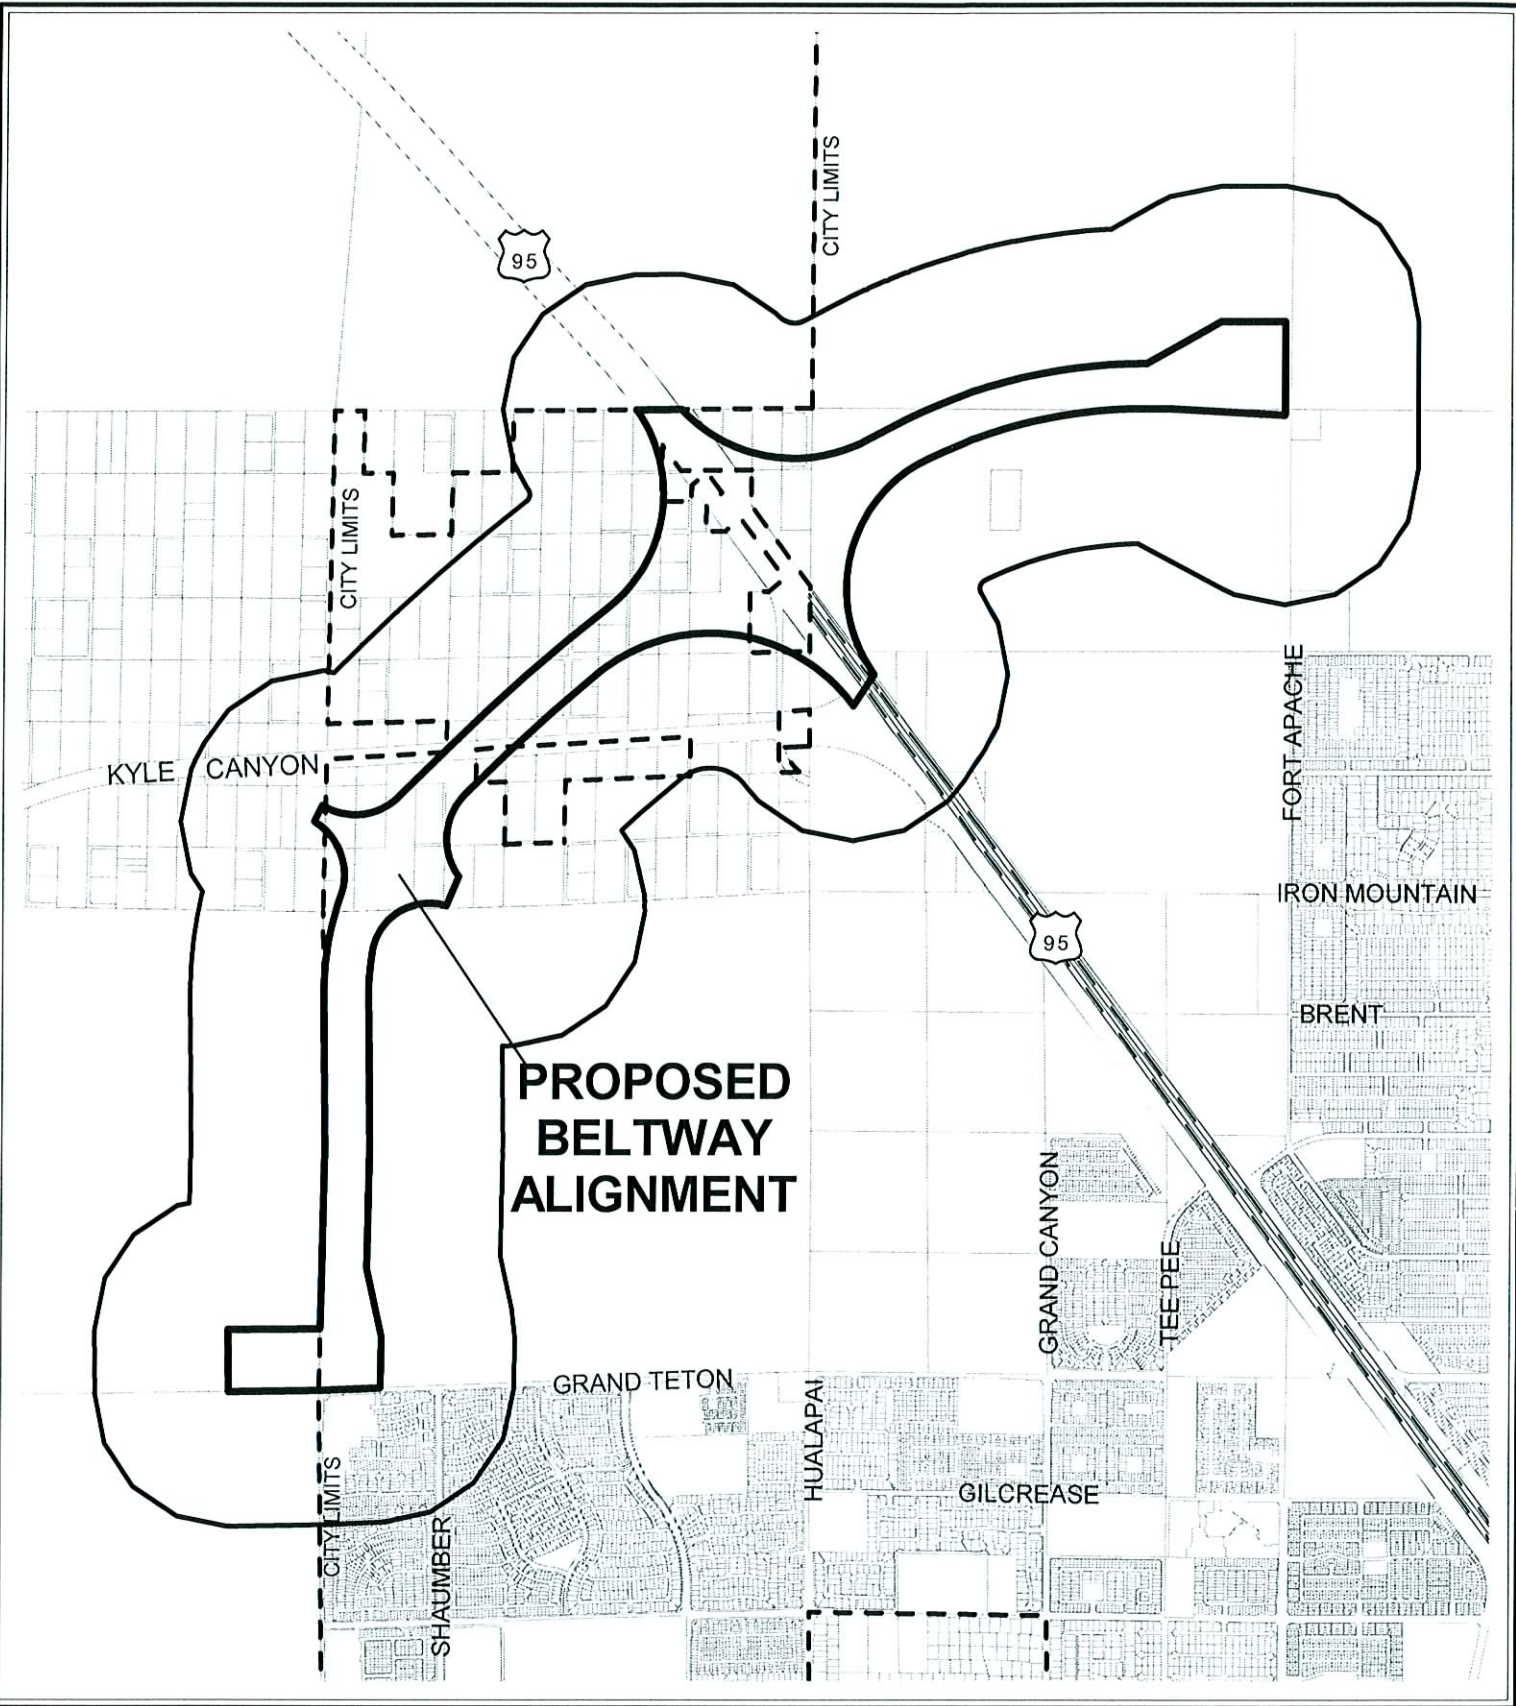 CITY LIMITS
95
CITY LIMITS
KYLE CANYON
FORT APACHE
IRON MOUNTAIN
95
BRENT
PROPOSED
BELTWAY
ALIGNMENT
GRAND CANYON
TEE PEE
GRAND TETON
HUALAPAI
CITY LIMITS
GILCREASE
SHAUMBER